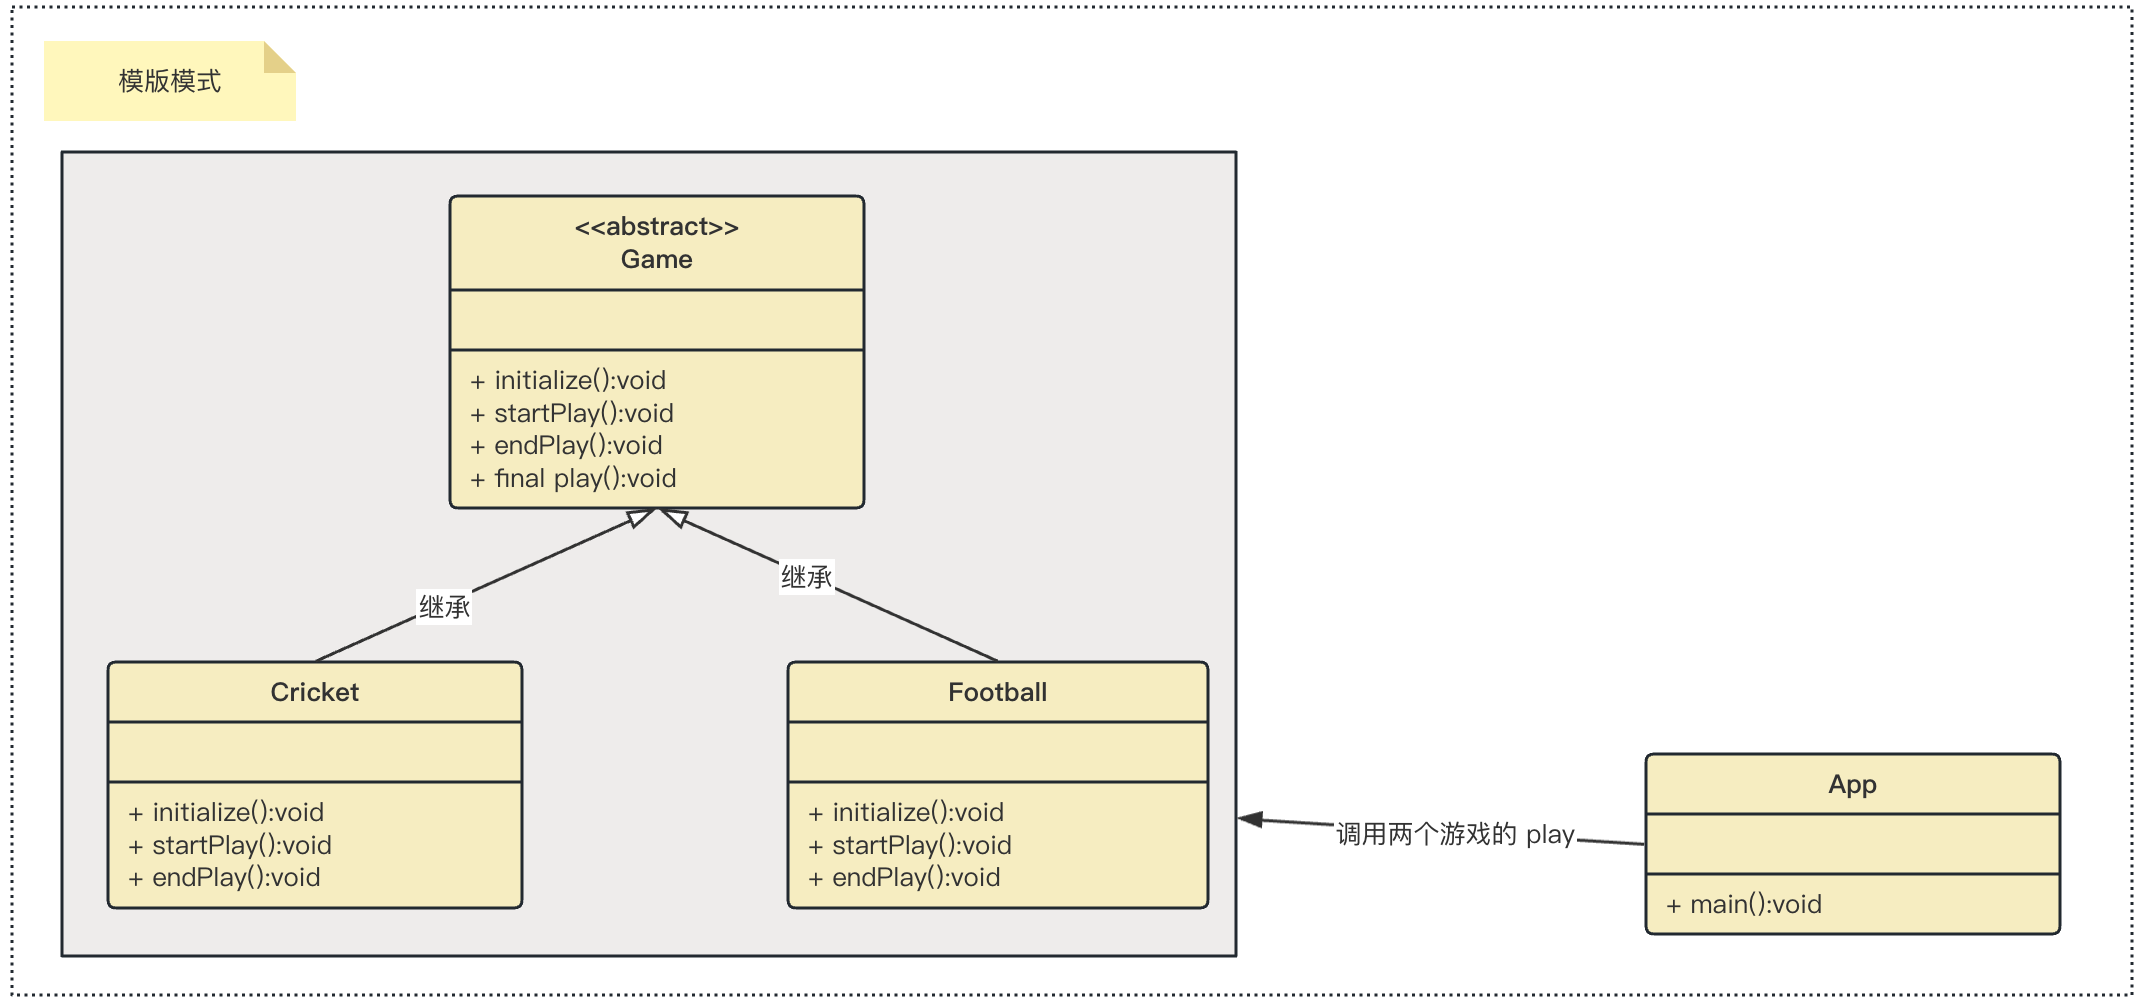 模版模式
<<abstract>>
Game
+ initialize():void
+ startPlay():void
+ endPlay():void
+ final play():void
继承
继承
Cricket
+ initialize():void
+ startPlay():void
+ endPlay():void
Football
+ initialize():void
+ startPlay():void
+ endPlay():void
调用两个游戏的 play
App
+ main():void